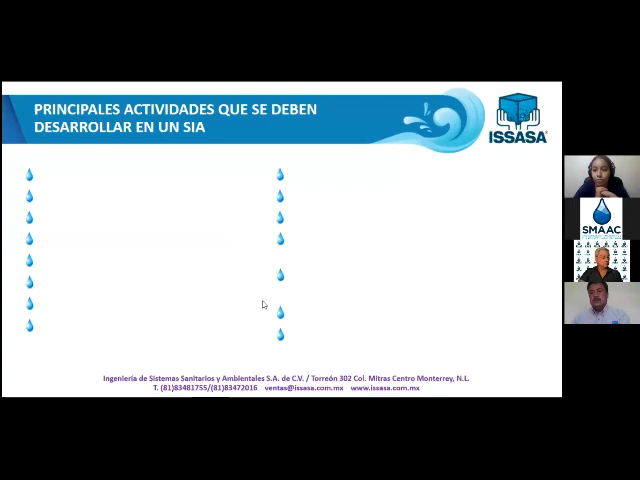 PRINCIPALES ACTIVIDADES QUE SE DEBEN
DESARROLLAR EN UN SIA
ISSASA
SMAAC
Ingeniería de Sistemas Sanitarios y Ambientales S.A. de C.V. / Torreón 302 Col. Mitras Centro Monterrey, N.L.
T. (81)83481755/(81)83472016 ventas@issasa.com.mx www.issasa.com.mx